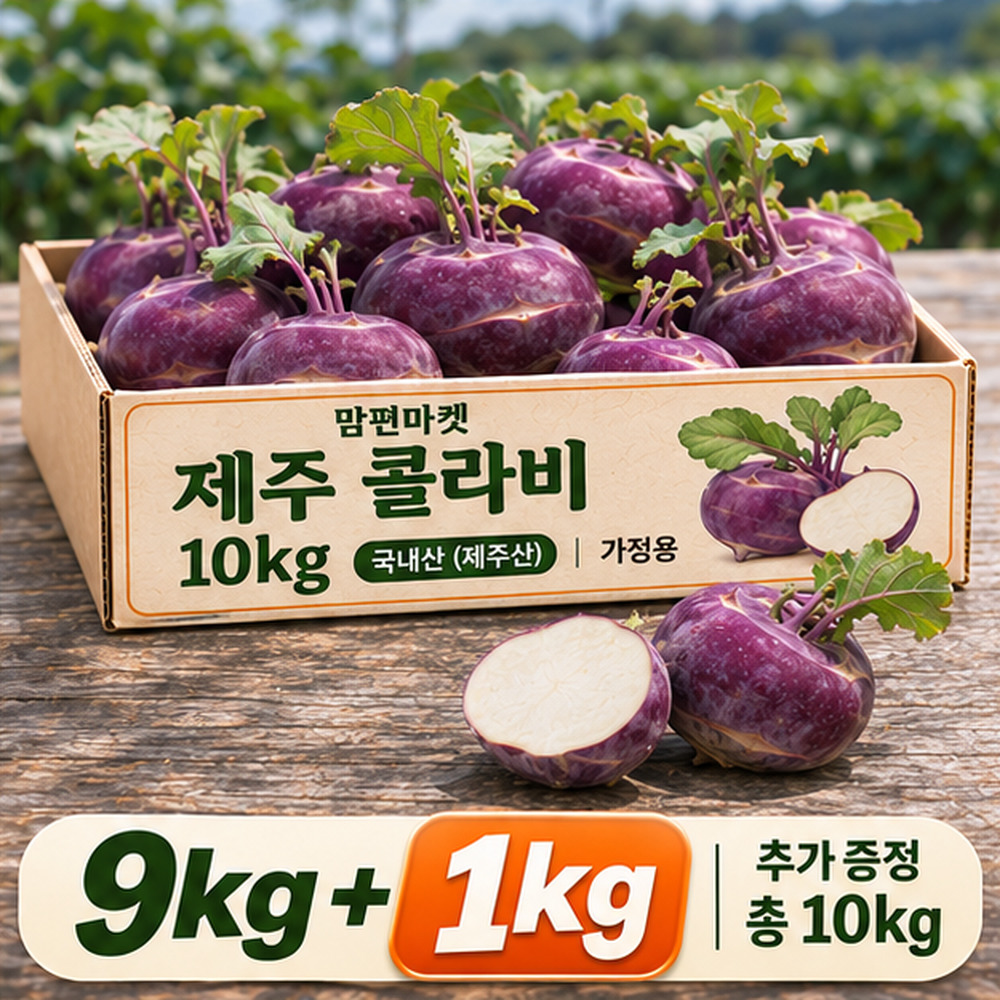 맘편마켓
제주 콜라비
10kg 국내산 (제주산) | 가정용
9kg + 1kg
추가 증정
총 10kg